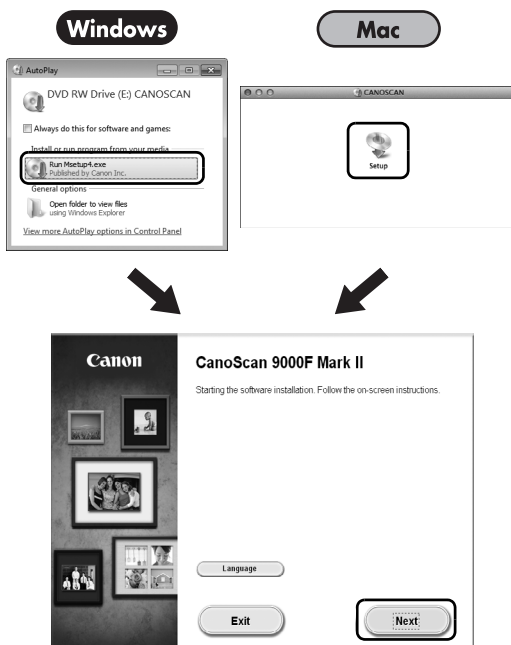 Windows
Mac
AutoPlay
DVD RW Drive (E:) CANOSCAN
Always do this for software and games:
Install or run program from your media
Run Msetup4.exe
Published by Canon Inc.
General options
Open folder to view files
using Windows Explorer
View more AutoPlay options in Control Panel
CANOSCAN
Setup
Canon
CanoScan 9000F Mark II
Starting the software installation. Follow the on-screen instructions.
Language
Exit
Next